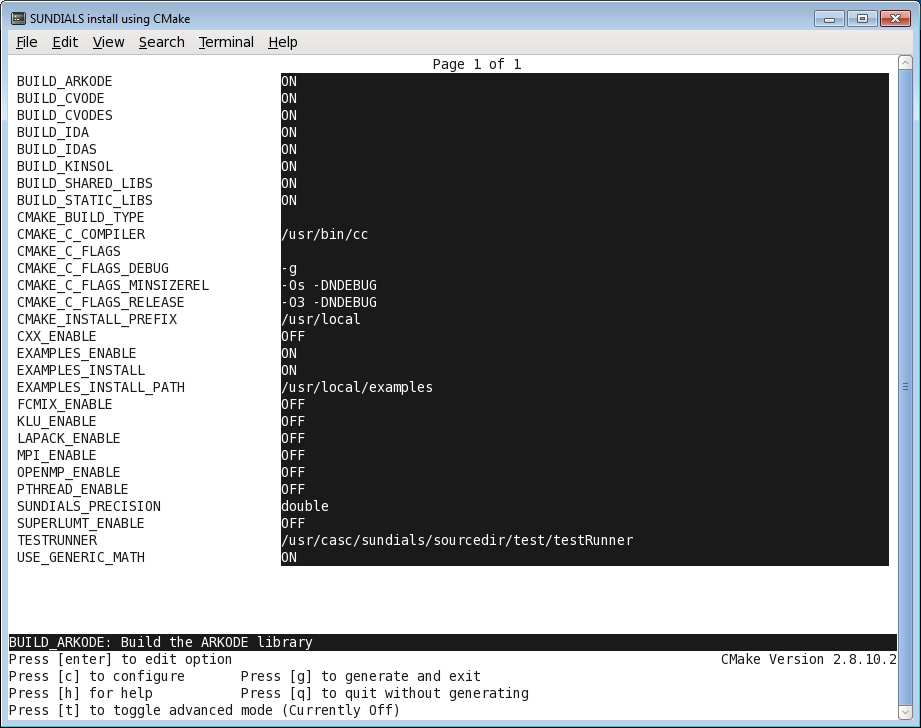 SUNDIALS install using CMake
File Edit View Search Terminal Help
Page 1 of 1
BUILD_ARKODE ON
BUILD_CVODE ON
BUILD_CVODES ON
BUILD_IDA ON
BUILD_IDAS ON
BUILD_KINSOL ON
BUILD_SHARED_LIBS ON
BUILD_STATIC_LIBS ON
CMAKE_BUILD_TYPE
CMAKE_C_COMPILER /usr/bin/cc
CMAKE_C_FLAGS
CMAKE_C_FLAGS_DEBUG -g
CMAKE_C_FLAGS_MINSIZEREL -Os -DNDEBUG
CMAKE_C_FLAGS_RELEASE -O3 -DNDEBUG
CMAKE_INSTALL_PREFIX /usr/local
CXX_ENABLE OFF
EXAMPLES_ENABLE ON
EXAMPLES_INSTALL ON
EXAMPLES_INSTALL_PATH /usr/local/examples
FCMIX_ENABLE OFF
KLU_ENABLE OFF
LAPACK_ENABLE OFF
MPI_ENABLE OFF
OPENMP_ENABLE OFF
PTHREAD_ENABLE OFF
SUNDIALS_PRECISION double
SUPERLUMT_ENABLE OFF
TESTRUNNER /usr/casc/sundials/sourcedir/test/testRunner
USE_GENERIC_MATH ON
BUILD_ARKODE: Build the ARKODE library
Press [enter] to edit option CMake Version 2.8.10.2
Press [c] to configure Press [g] to generate and exit
Press [h] for help Press [q] to quit without generating
Press [t] to toggle advanced mode (Currently Off)